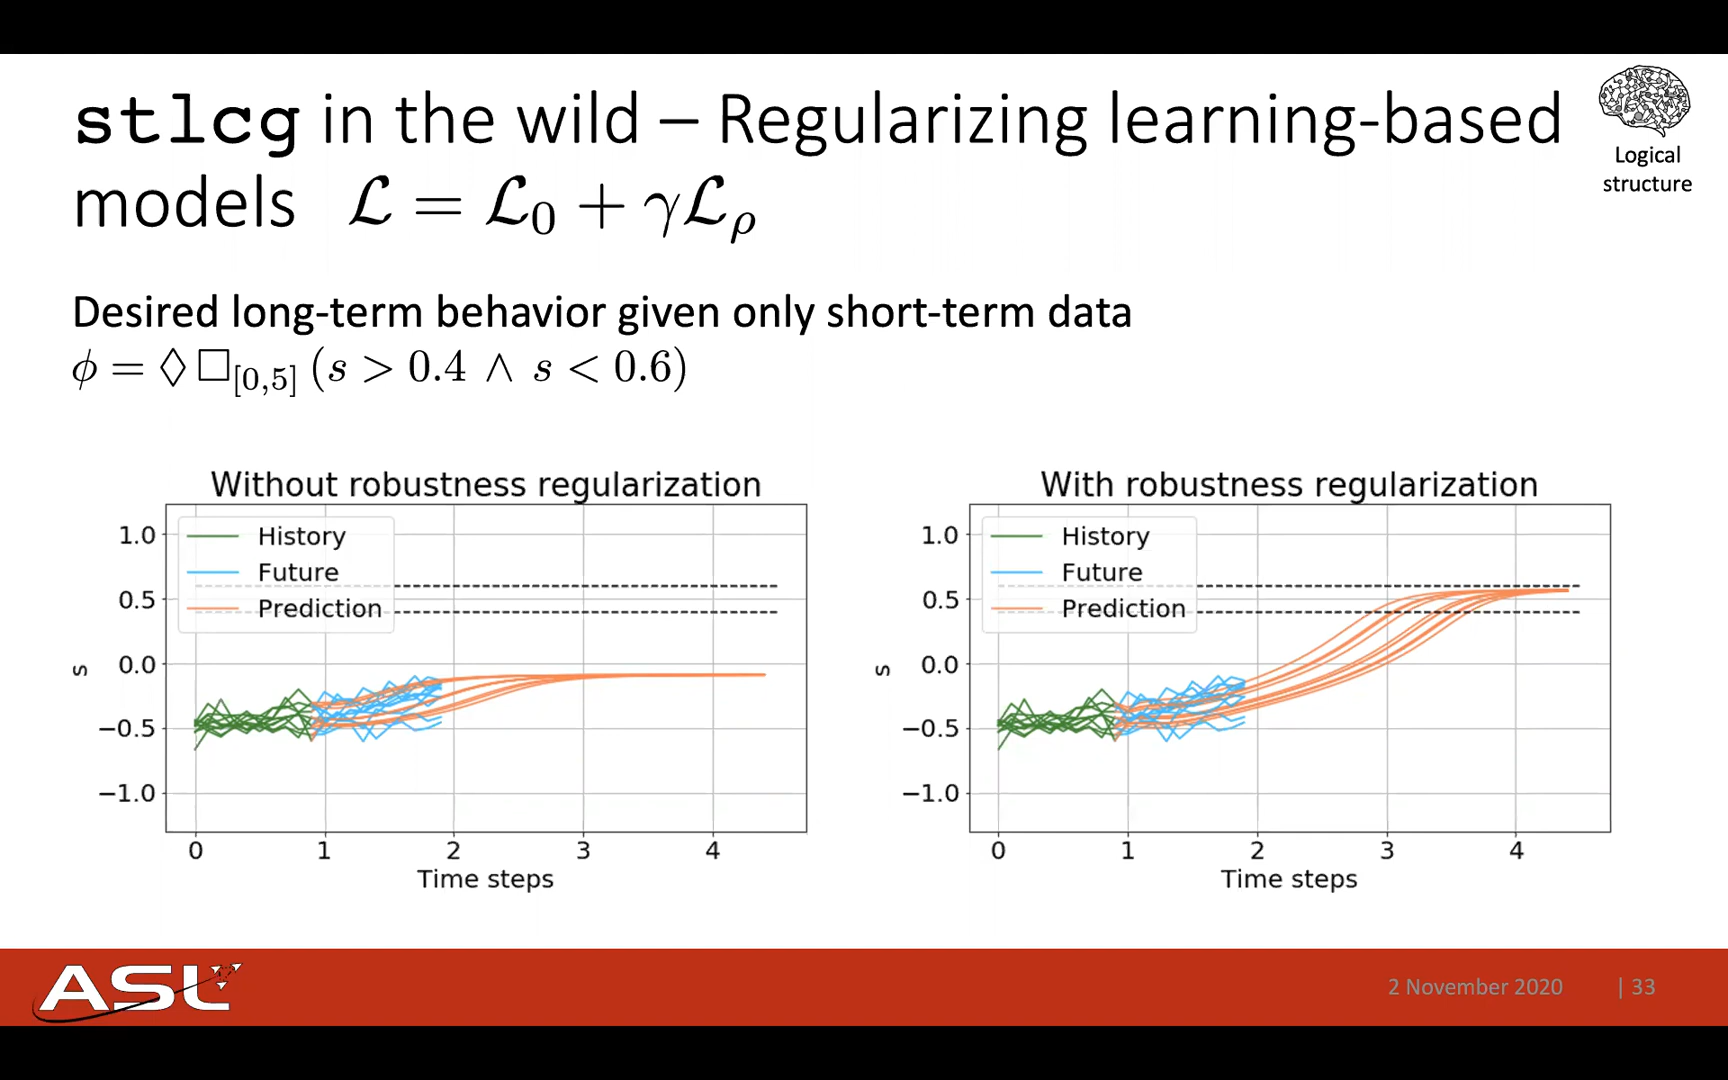 stlcg in the wild – Regularizing learning-based
models ℒ = ℒ₀ + γℒ_ρ
Logical
structure
Desired long-term behavior given only short-term data
ϕ = ◊ □_[0,5] (s > 0.4 ∧ s < 0.6)
Without robustness regularization
History
Future
Prediction
1.0
0.5
0.0
−0.5
−1.0
s
0 1 2 3 4
Time steps
With robustness regularization
History
Future
Prediction
1.0
0.5
0.0
−0.5
−1.0
s
0 1 2 3 4
Time steps
ASL
2 November 2020 | 33